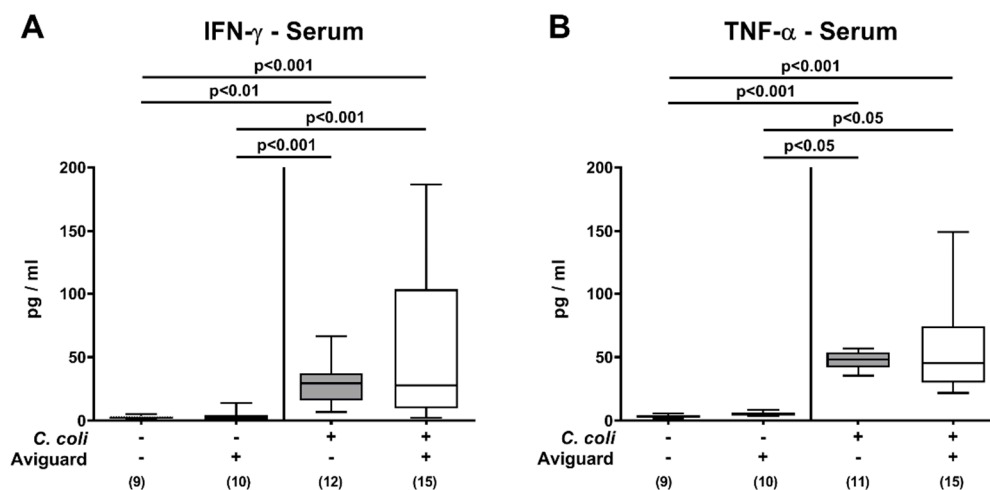 A
IFN-γ - Serum
p<0.001
p<0.01
p<0.001
p<0.001
pg / ml
200
150
100
50
0
C. coli - - + +
Aviguard - + - +
(9) (10) (12) (15)
B
TNF-α - Serum
p<0.001
p<0.001
p<0.05
p<0.05
pg / ml
200
150
100
50
0
C. coli - - + +
Aviguard - + - +
(9) (10) (11) (15)